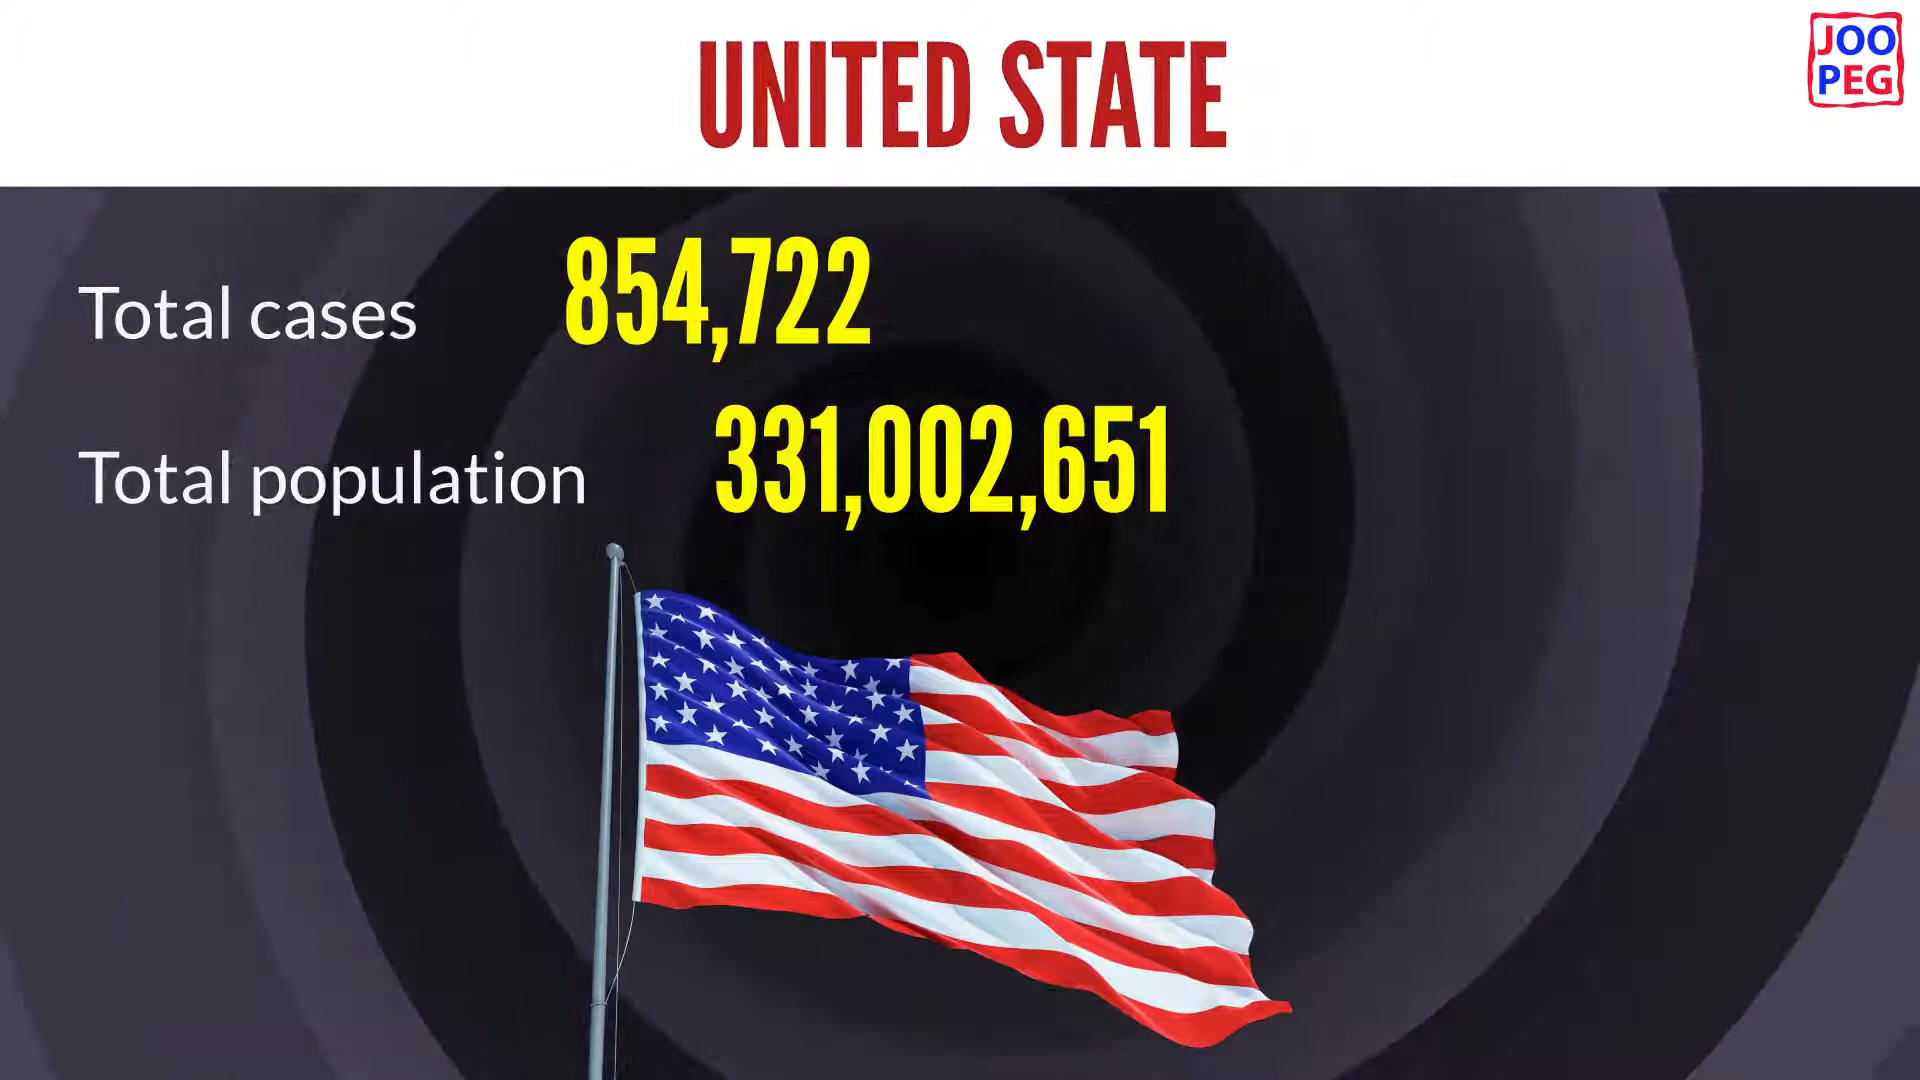 UNITED STATE
JOO
PEG
Total cases 854,722
Total population 331,002,651